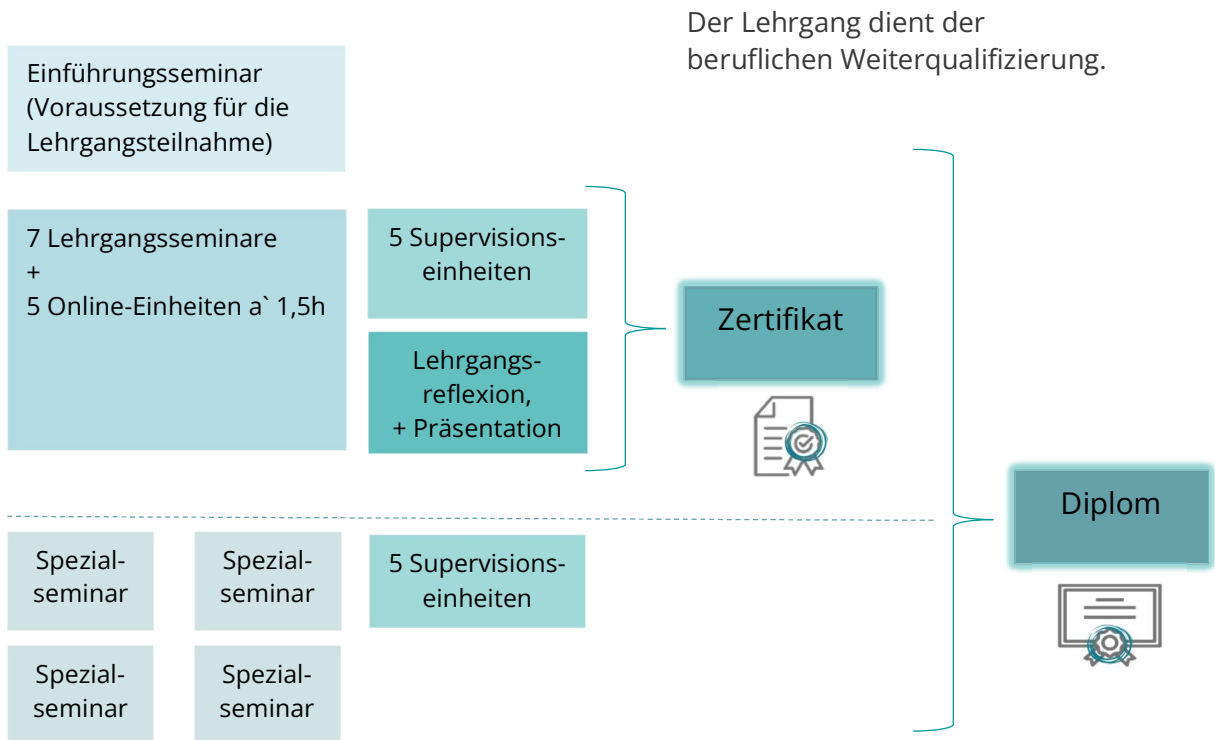 Der Lehrgang dient der
beruflichen Weiterqualifizierung.
Einführungsseminar
(Voraussetzung für die
Lehrgangsteilnahme)
7 Lehrgangsseminare
+
5 Online-Einheiten a` 1,5h
5 Supervisions-
einheiten
Lehrgangs-
reflexion,
+ Präsentation
Zertifikat
Diplom
Spezial-
seminar
Spezial-
seminar
5 Supervisions-
einheiten
Spezial-
seminar
Spezial-
seminar